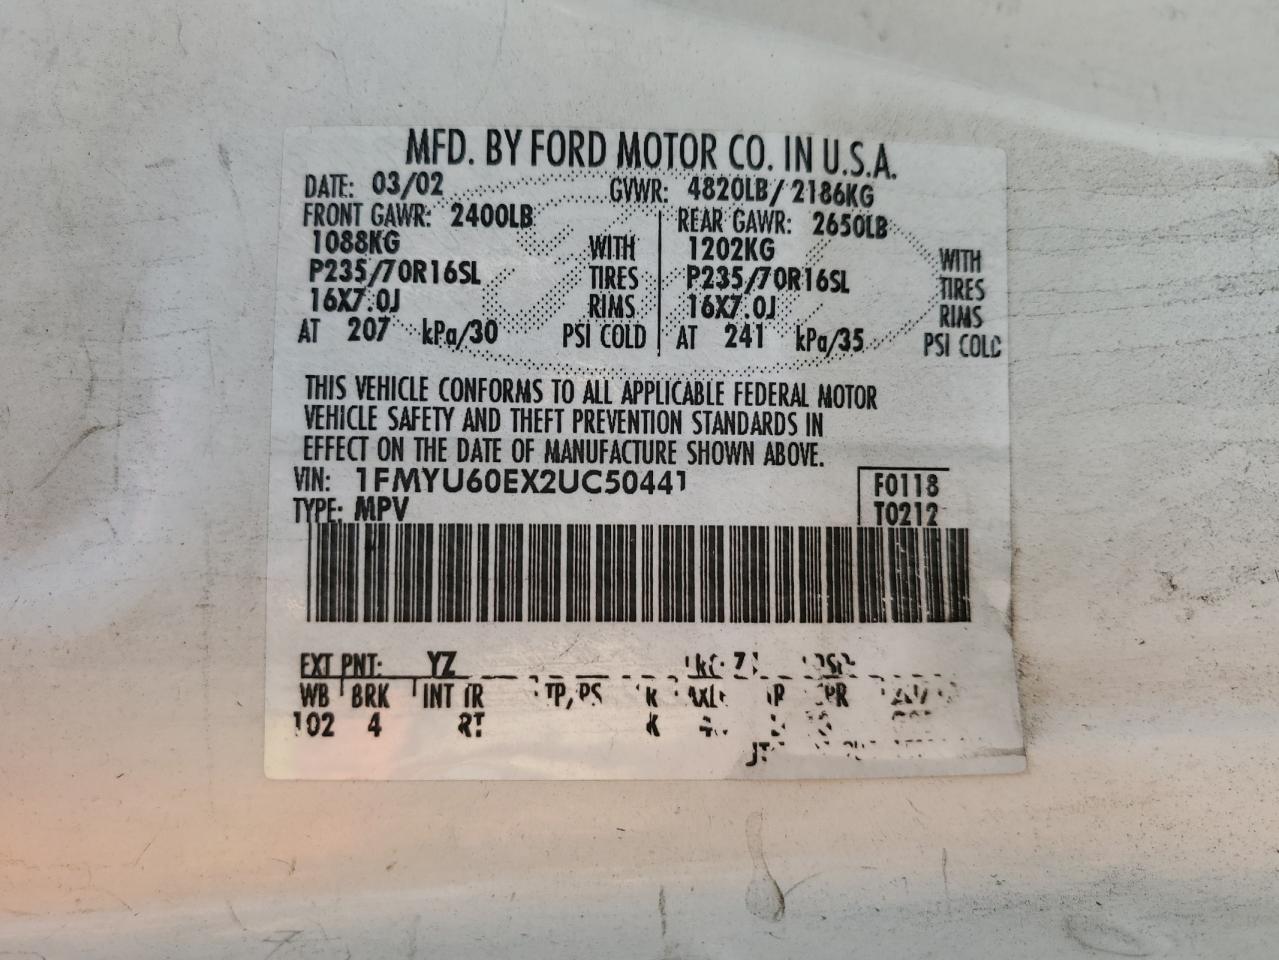 MFD. BY FORD MOTOR CO. IN U.S.A.
DATE: 03/02 GVWR: 4820LB/ 2186KG
FRONT GAWR: 2400LB REAR GAWR: 2650LB
1088KG WITH 1202KG WITH
P235/70R16SL TIRES P235/70R16SL TIRES
16X7.0J RIMS 16X7.0J RIMS
AT 207 kPa/30 PSI COLD AT 241 kPa/35 PSI COLD
THIS VEHICLE CONFORMS TO ALL APPLICABLE FEDERAL MOTOR
VEHICLE SAFETY AND THEFT PREVENTION STANDARDS IN
EFFECT ON THE DATE OF MANUFACTURE SHOWN ABOVE.
VIN: 1FMYU60EX2UC50441 F0118
TYPE: MPV T0212
EXT PNT: YZ
WB BRK INT TR TP/PS
102 4